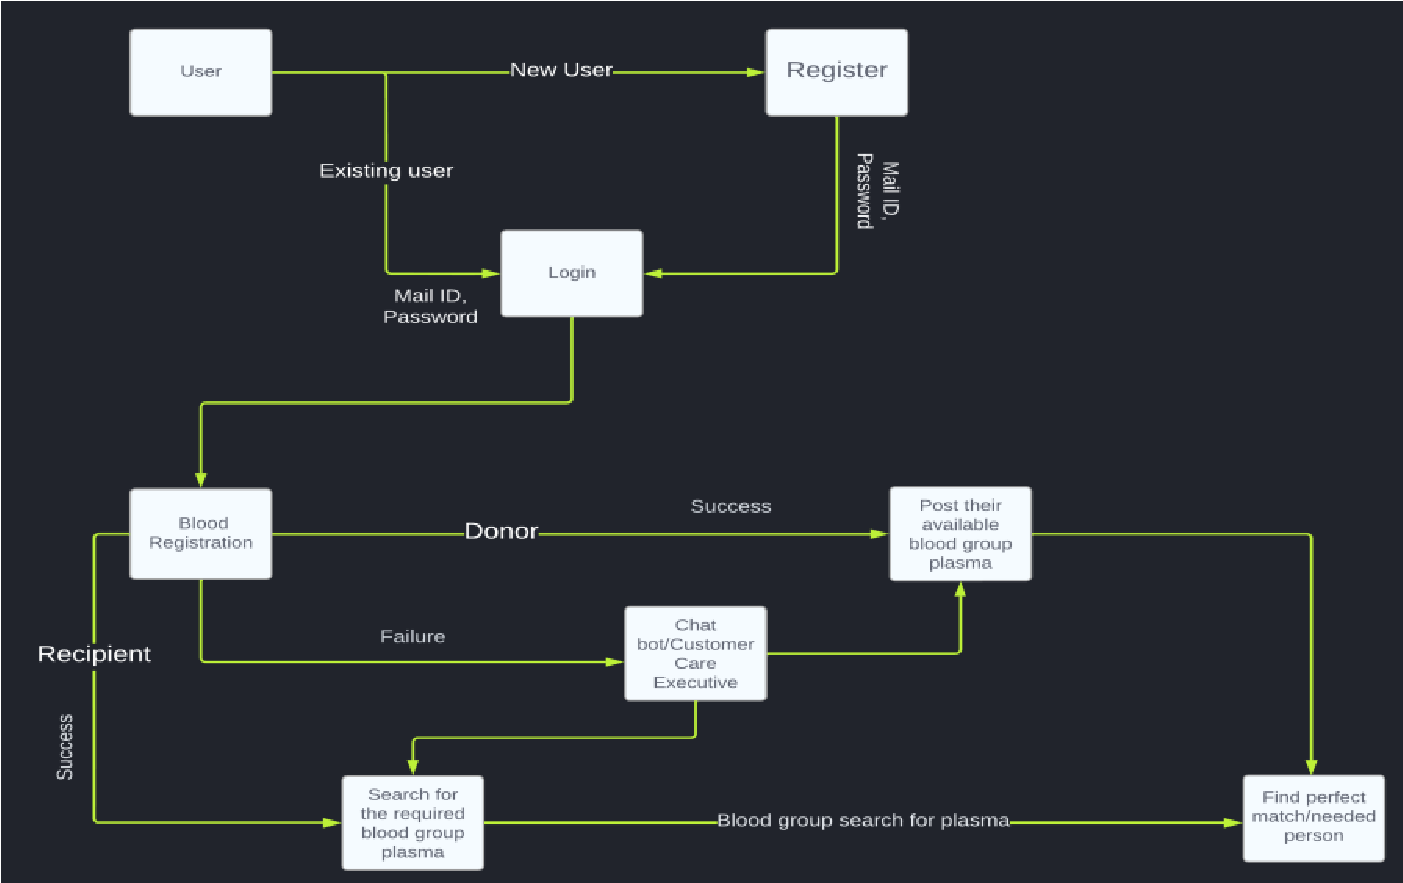 User
New User
Register
Existing user
Mail ID,
Password
Login
Mail ID,
Password
Blood
Registration
Donor
Success
Post their
available
blood group
plasma
Recipient
Failure
Chat
bot/Customer
Care
Executive
Success
Search for
the required
blood group
plasma
Blood group search for plasma
Find perfect
match/needed
person